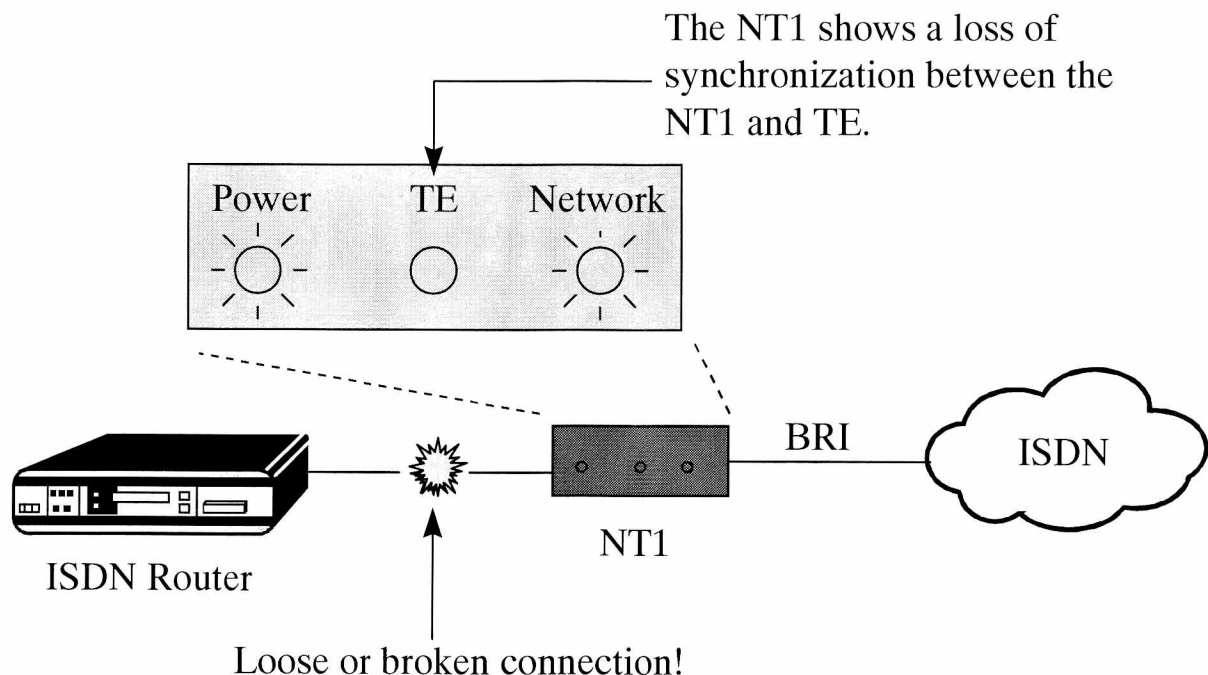 The NT1 shows a loss of
synchronization between the
NT1 and TE.
Power
TE
Network
BRI
ISDN
NT1
ISDN Router
Loose or broken connection!